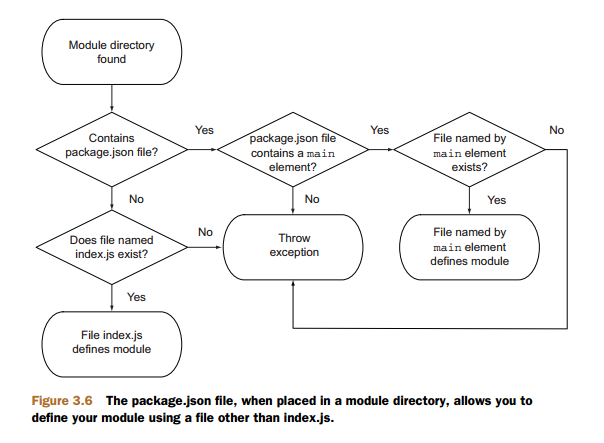 Module directory
found
Contains
package.json file?
Yes
package.json file
contains a main
element?
Yes
File named by
main element
exists?
No
No
No
Yes
Does file named
index.js exist?
No
Throw
exception
File named by
main element
defines module
Yes
File index.js
defines module
Figure 3.6 The package.json file, when placed in a module directory, allows you to
define your module using a file other than index.js.